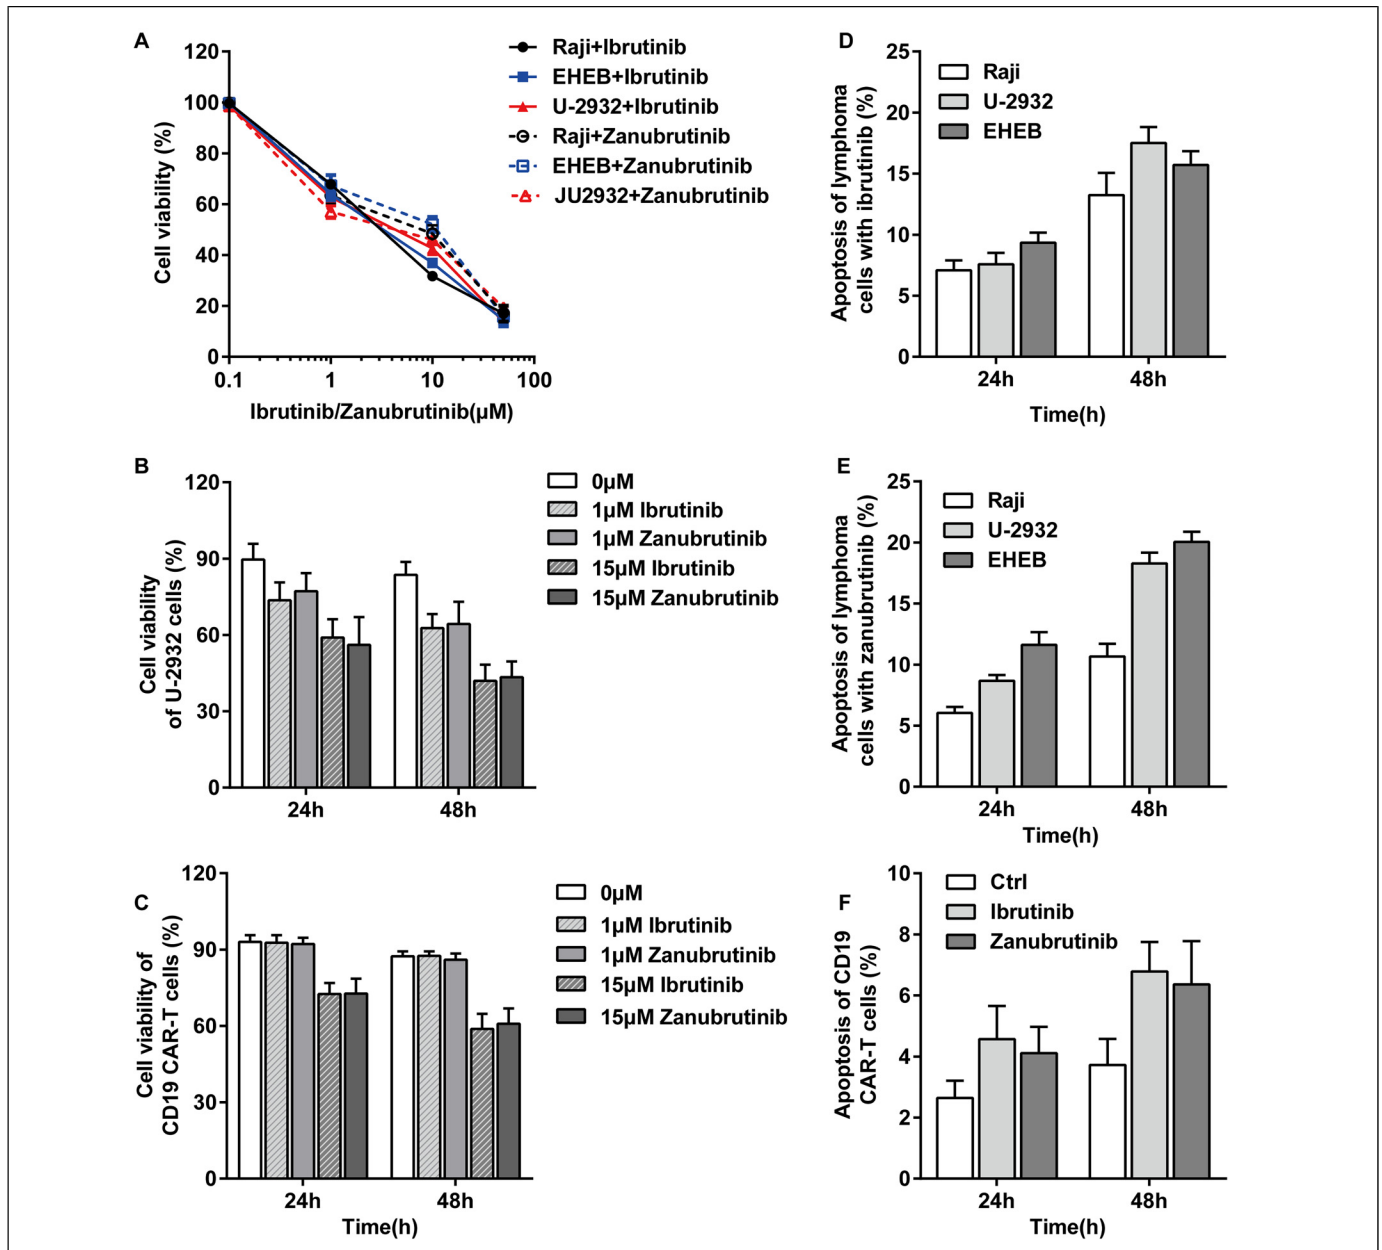 A
Cell viability (%)
120
100
80
60
40
20
0
0.1
1
10
100
Ibrutinib/Zanubrutinib(µM)
Raji+Ibrutinib
EHEB+Ibrutinib
U-2932+Ibrutinib
Raji+Zanubrutinib
EHEB+Zanubrutinib
JU2932+Zanubrutinib
D
Apoptosis of lymphoma
cells with ibrutinib (%)
25
20
15
10
5
0
Raji
U-2932
EHEB
24h
48h
Time(h)
B
Cell viability
of U-2932 cells (%)
120
90
60
30
0
24h
48h
0µM
1µM Ibrutinib
1µM Zanubrutinib
15µM Ibrutinib
15µM Zanubrutinib
E
Apoptosis of lymphoma
cells with zanubrutinib (%)
25
20
15
10
5
0
Raji
U-2932
EHEB
24h
48h
Time(h)
C
Cell viability of
CD19 CAR-T cells (%)
120
90
60
30
0
24h
48h
Time(h)
0µM
1µM Ibrutinib
1µM Zanubrutinib
15µM Ibrutinib
15µM Zanubrutinib
F
Apoptosis of CD19
CAR-T cells (%)
10
8
6
4
2
0
Ctrl
Ibrutinib
Zanubrutinib
24h
48h
Time(h)